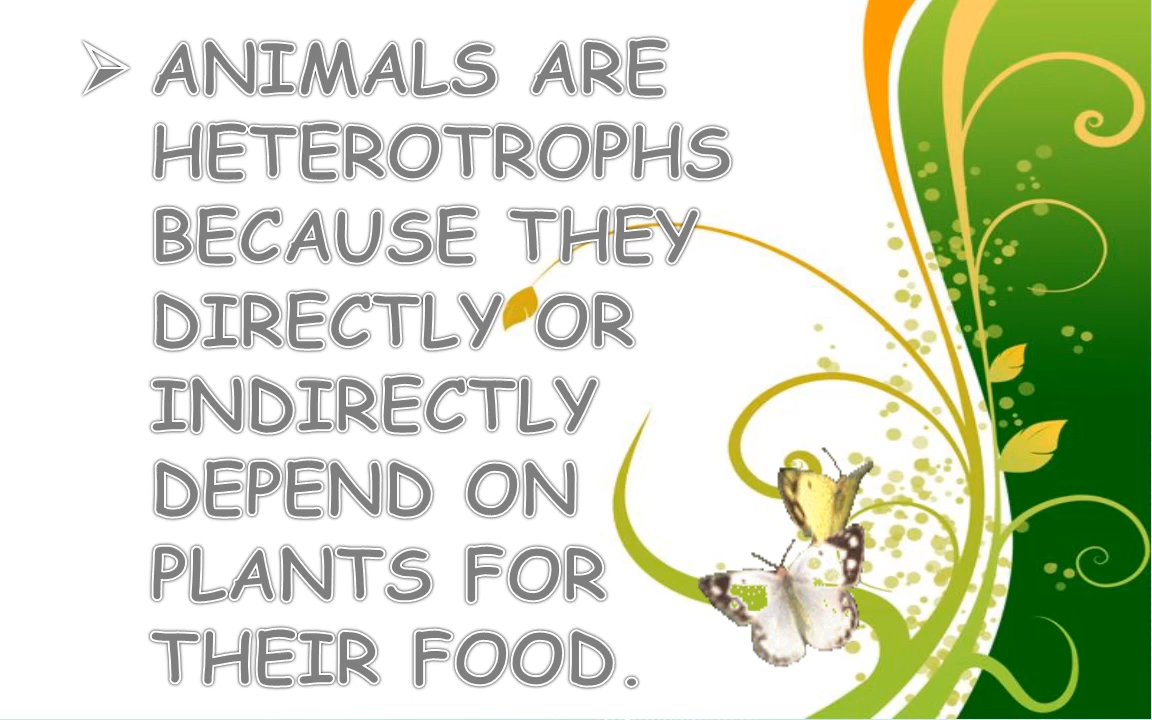 ➢ ANIMALS ARE
HETEROTROPHS
BECAUSE THEY
DIRECTLY OR
INDIRECTLY
DEPEND ON
PLANTS FOR
THEIR FOOD.